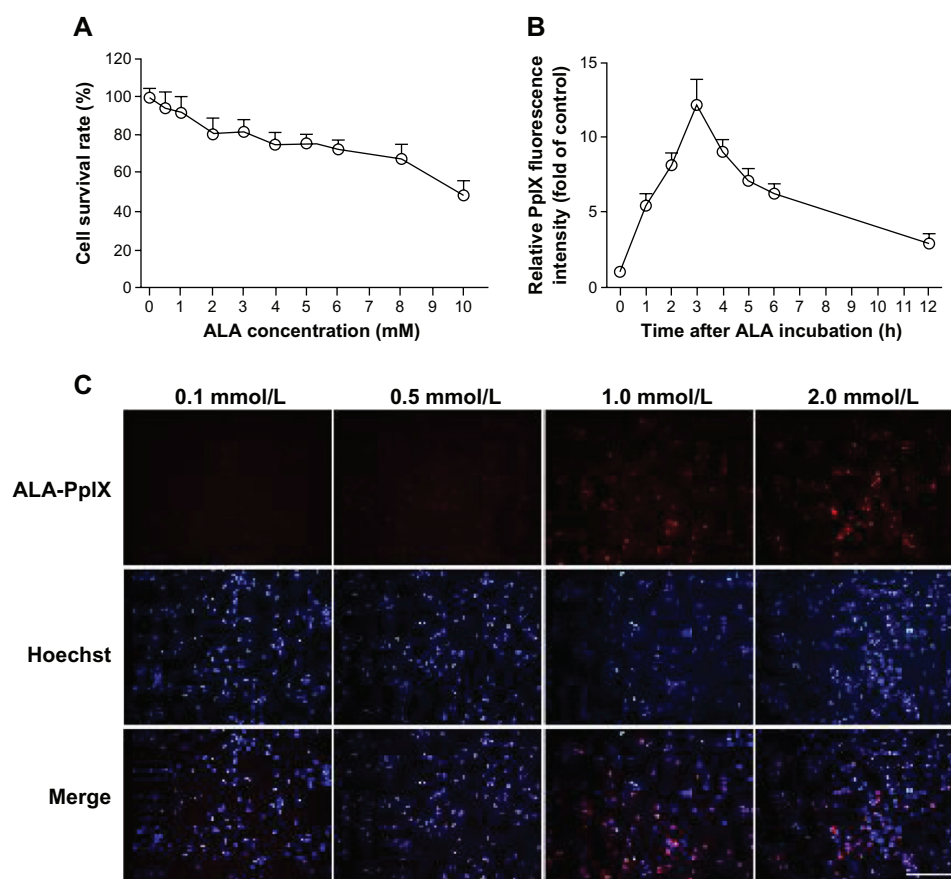 A
Cell survival rate (%)
120
100
80
60
40
20
0
0 1 2 3 4 5 6 7 8 9 10
ALA concentration (mM)
B
Relative PpIX fluorescence
intensity (fold of control)
15
10
5
0
0 1 2 3 4 5 6 7 8 9 10 11 12
Time after ALA incubation (h)
C
0.1 mmol/L 0.5 mmol/L 1.0 mmol/L 2.0 mmol/L
ALA-PpIX
Hoechst
Merge